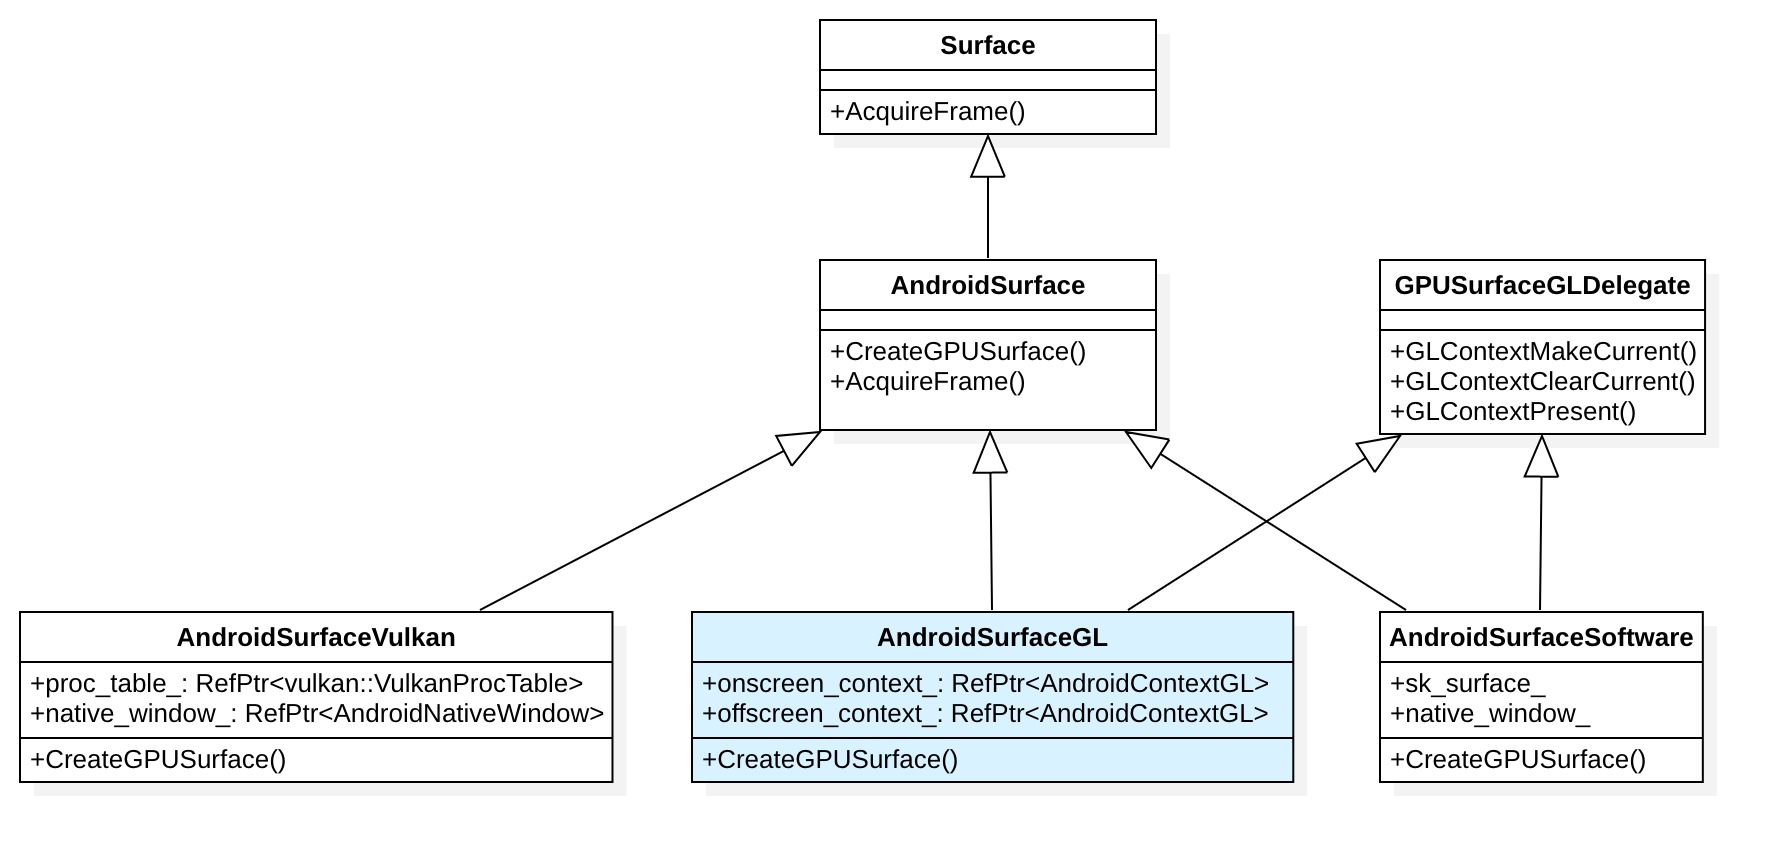 Surface
+AcquireFrame()
AndroidSurface
+CreateGPUSurface()
+AcquireFrame()
GPUSurfaceGLDelegate
+GLContextMakeCurrent()
+GLContextClearCurrent()
+GLContextPresent()
AndroidSurfaceVulkan
+proc_table_: RefPtr<vulkan::VulkanProcTable>
+native_window_: RefPtr<AndroidNativeWindow>
+CreateGPUSurface()
AndroidSurfaceGL
+onscreen_context_: RefPtr<AndroidContextGL>
+offscreen_context_: RefPtr<AndroidContextGL>
+CreateGPUSurface()
AndroidSurfaceSoftware
+sk_surface_
+native_window_
+CreateGPUSurface()